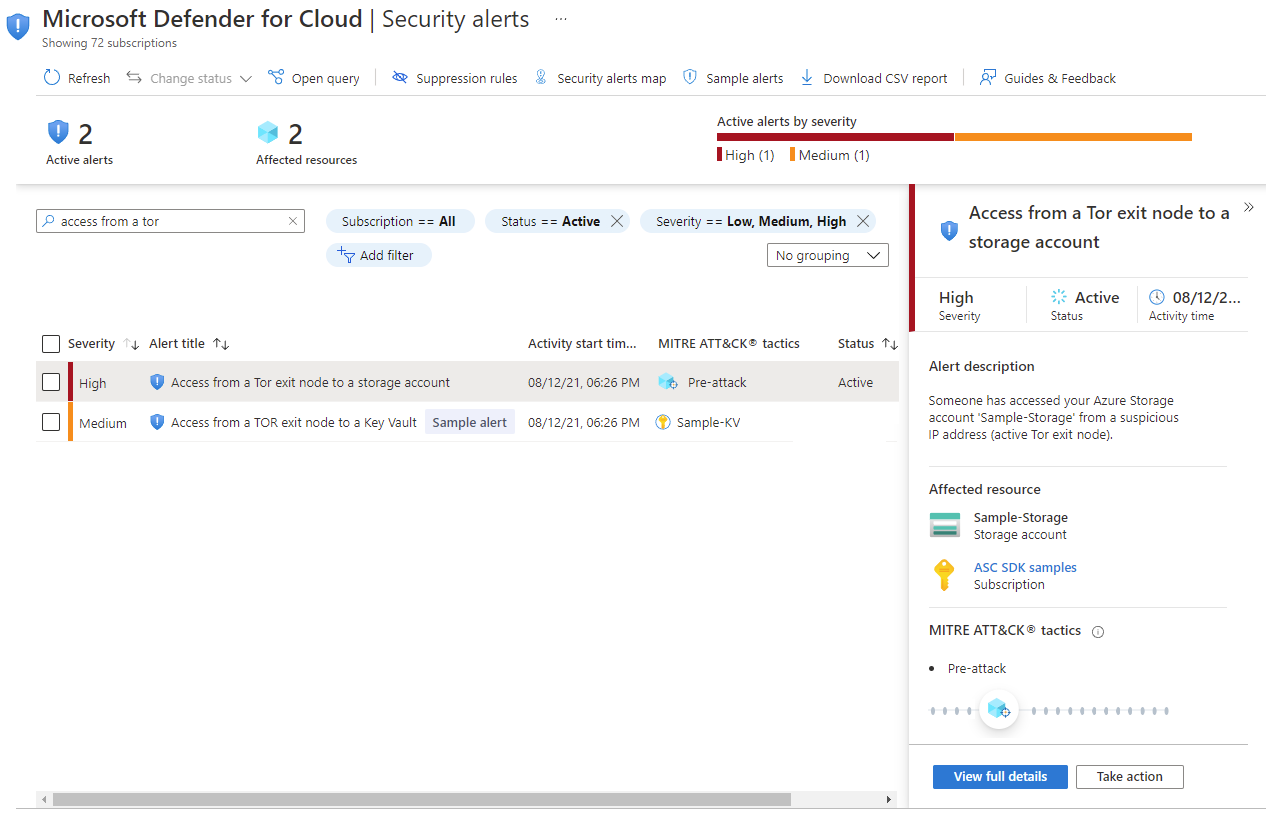 Microsoft Defender for Cloud | Security alerts ...
Showing 72 subscriptions
Refresh Change status Open query Suppression rules Security alerts map Sample alerts Download CSV report Guides & Feedback
2
Active alerts
2
Affected resources
Active alerts by severity
High (1) Medium (1)
access from a tor
Subscription == All Status == Active Severity == Low, Medium, High
Add filter
No grouping
Severity Alert title Activity start tim... MITRE ATT&CK® tactics Status
High Access from a Tor exit node to a storage account 08/12/21, 06:26 PM Pre-attack Active
Medium Access from a TOR exit node to a Key Vault Sample alert 08/12/21, 06:26 PM Sample-KV
Access from a Tor exit node to a
storage account
High Active 08/12/2...
Severity Status Activity time
Alert description
Someone has accessed your Azure Storage
account 'Sample-Storage' from a suspicious
IP address (active Tor exit node).
Affected resource
Sample-Storage
Storage account
ASC SDK samples
Subscription
MITRE ATT&CK® tactics
• Pre-attack
View full details Take action